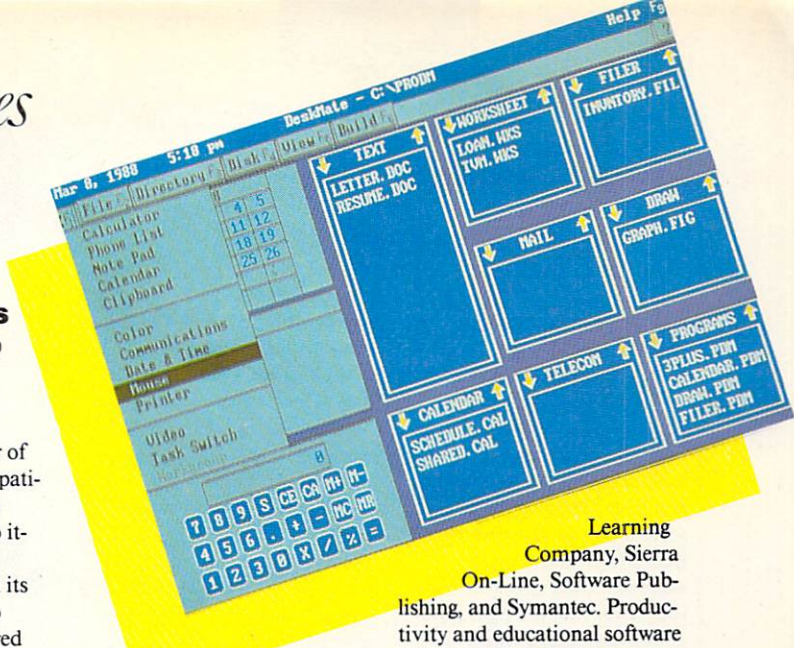 es
s
r of
pati-
o it-
its
red
Mar 8, 1988 5:18 pm DeskMate - C:\PRODM Help F9
File Directory Disk View Build
Calculator
Phone List
Note Pad
Calendar
Clipboard
Color
Communications
Date & Time
Mouse
Printer
Video
Task Switch
Workgroup
4 5
11 12
18 19
25 26
0
7 8 9 S CE CA M+ M-
4 5 6 . + - MC MR
1 2 3 0 X / % =
TEXT
LETTER.DOC
RESUME.DOC
WORKSHEET
LOAN.WKS
TVM.WKS
FILER
INVNTORY.FIL
MAIL
DRAW
GRAPH.FIG
CALENDAR
SCHEDULE.CAL
SHARED.CAL
TELECOM
PROGRAMS
3PLUS.PDM
CALENDAR.PDM
DRAW.PDM
FILER.PDM
Learning
Company, Sierra
On-Line, Software Pub-
lishing, and Symantec. Produc-
tivity and educational software